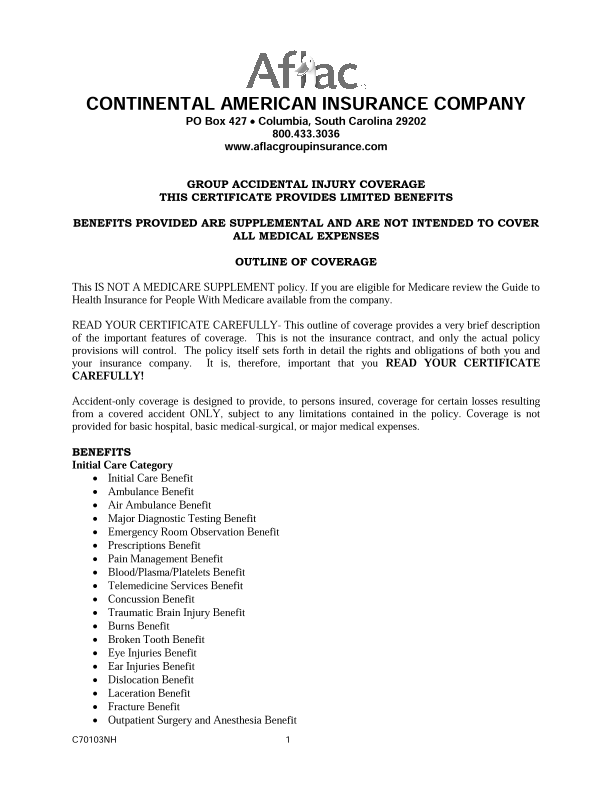 Aflac
CONTINENTAL AMERICAN INSURANCE COMPANY
PO Box 427 • Columbia, South Carolina 29202
800.433.3036
www.aflacgroupinsurance.com
GROUP ACCIDENTAL INJURY COVERAGE
THIS CERTIFICATE PROVIDES LIMITED BENEFITS
BENEFITS PROVIDED ARE SUPPLEMENTAL AND ARE NOT INTENDED TO COVER
ALL MEDICAL EXPENSES
OUTLINE OF COVERAGE
This IS NOT A MEDICARE SUPPLEMENT policy. If you are eligible for Medicare review the Guide to
Health Insurance for People With Medicare available from the company.
READ YOUR CERTIFICATE CAREFULLY- This outline of coverage provides a very brief description
of the important features of coverage. This is not the insurance contract, and only the actual policy
provisions will control. The policy itself sets forth in detail the rights and obligations of both you and
your insurance company. It is, therefore, important that you READ YOUR CERTIFICATE
CAREFULLY!
Accident-only coverage is designed to provide, to persons insured, coverage for certain losses resulting
from a covered accident ONLY, subject to any limitations contained in the policy. Coverage is not
provided for basic hospital, basic medical-surgical, or major medical expenses.
BENEFITS
Initial Care Category
• Initial Care Benefit
• Ambulance Benefit
• Air Ambulance Benefit
• Major Diagnostic Testing Benefit
• Emergency Room Observation Benefit
• Prescriptions Benefit
• Pain Management Benefit
• Blood/Plasma/Platelets Benefit
• Telemedicine Services Benefit
• Concussion Benefit
• Traumatic Brain Injury Benefit
• Burns Benefit
• Broken Tooth Benefit
• Eye Injuries Benefit
• Ear Injuries Benefit
• Dislocation Benefit
• Laceration Benefit
• Fracture Benefit
• Outpatient Surgery and Anesthesia Benefit
C70103NH 1